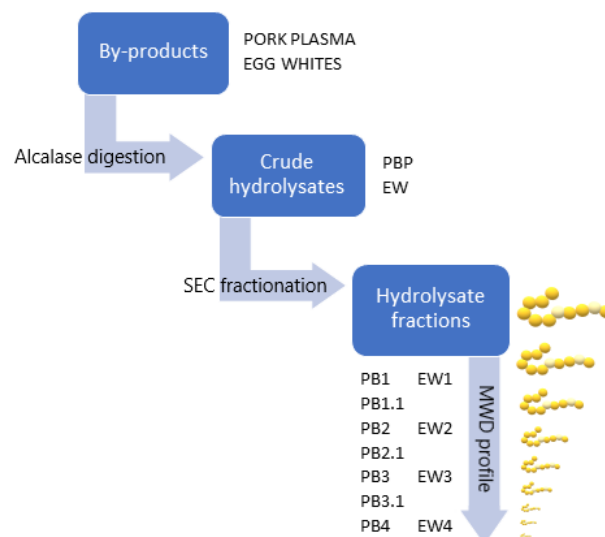 By-products
PORK PLASMA
EGG WHITES
Alcalase digestion
Crude
hydrolysates
PBP
EW
SEC fractionation
Hydrolysate
fractions
PB1 EW1
PB1.1
PB2 EW2
PB2.1
PB3 EW3
PB3.1
PB4 EW4
MWD profile